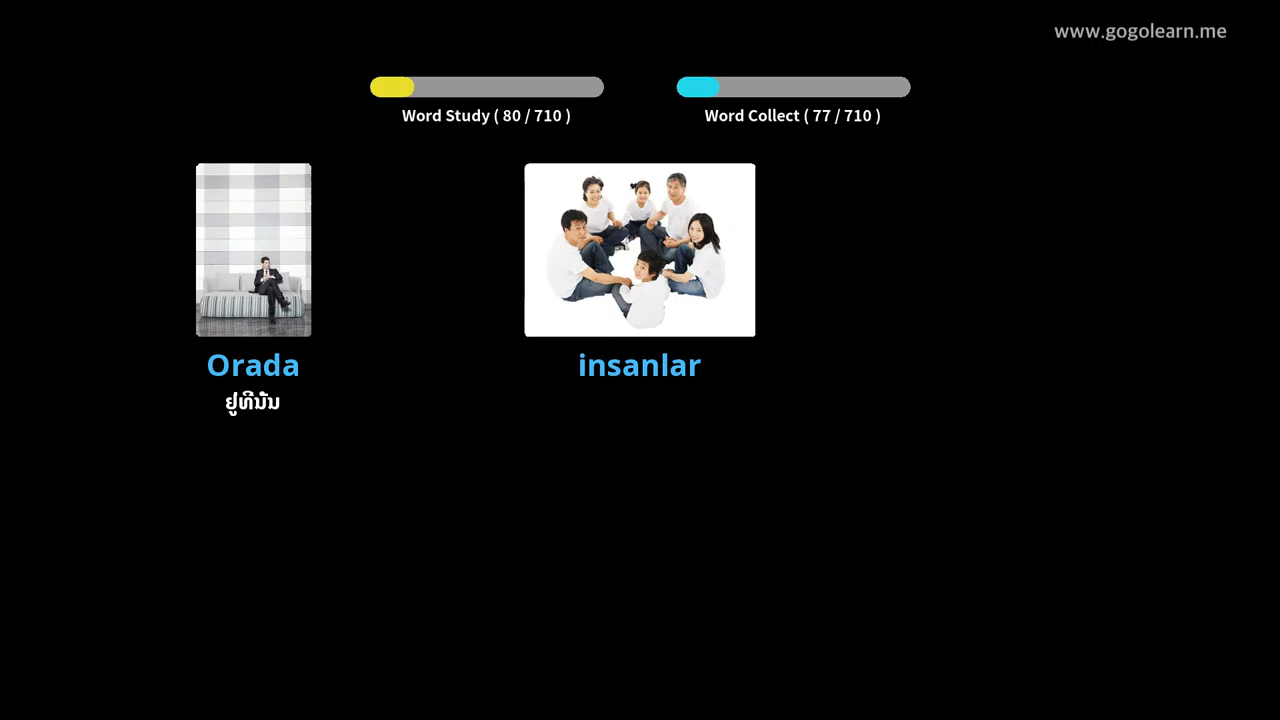 www.gogolearn.me
Word Study ( 80 / 710 )
Word Collect ( 77 / 710 )
Orada
ຢູ່ທີ່ນັ້ນ
insanlar